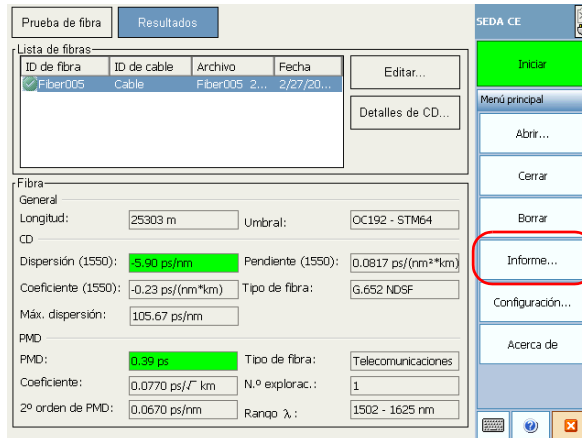 Prueba de fibra Resultados
Lista de fibras
ID de fibra ID de cable Archivo Fecha
Fiber005 Cable Fiber005 2... 2/27/20...
Editar...
Detalles de CD...
Fibra
General
Longitud: 25303 m Umbral: OC192 - STM64
CD
Dispersión (1550): -5.90 ps/nm Pendiente (1550): 0.0817 ps/(nm²*km)
Coeficiente (1550): -0.23 ps/(nm*km) Tipo de fibra: G.652 NDSF
Máx. dispersión: 105.67 ps/nm
PMD
PMD: 0.39 ps Tipo de fibra: Telecomunicaciones
Coeficiente: 0.0770 ps/√ km N.º explorac.: 1
2º orden de PMD: 0.0670 ps/nm Rango λ: 1502 - 1625 nm
SEDA CE
Iniciar
Menú principal
Abrir...
Cerrar
Borrar
Informe...
Configuración...
Acerca de